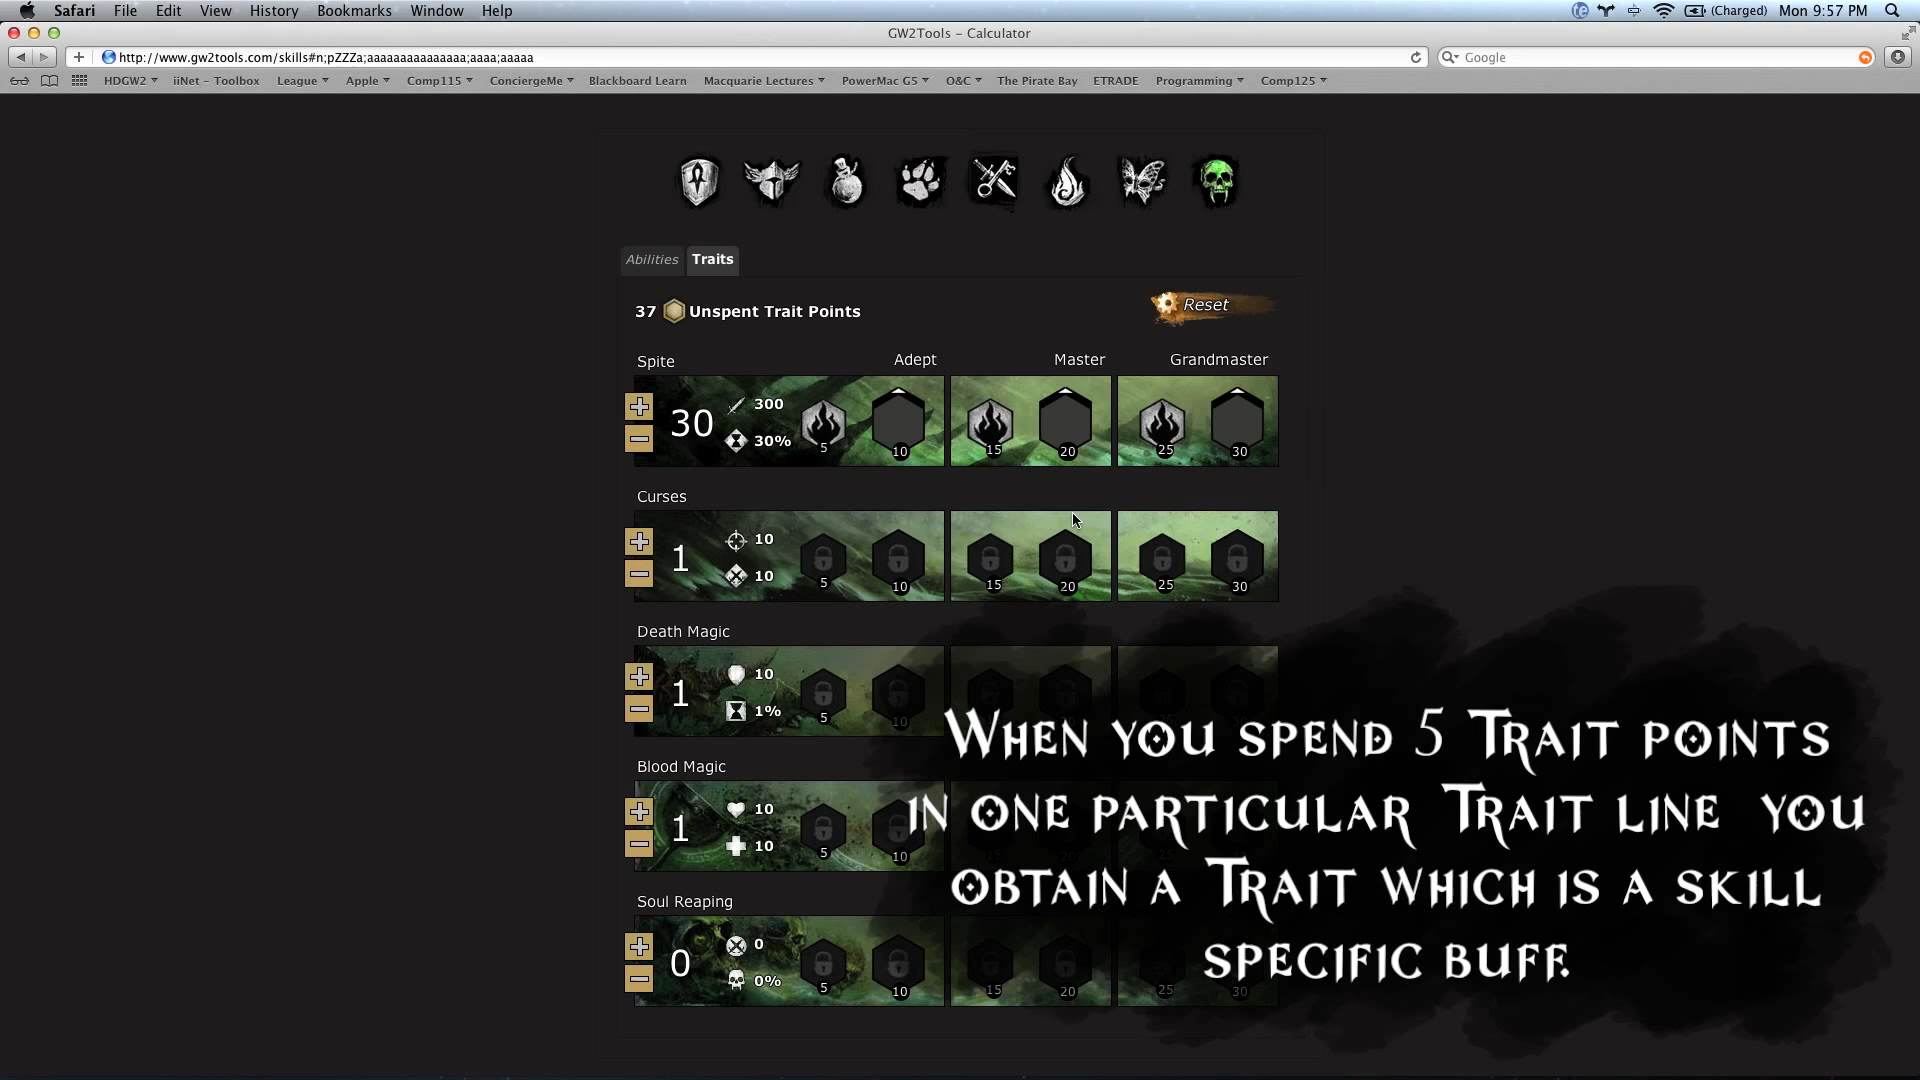 Safari File Edit View History Bookmarks Window Help (Charged) Mon 9:57 PM
GW2Tools – Calculator
http://www.gw2tools.com/skills#n;pZZZa;aaaaaaaaaaaaaaa;aaaa;aaaaa Google
HDGW2 iiNet – Toolbox League Apple Comp115 ConciergeMe Blackboard Learn Macquarie Lectures PowerMac G5 O&C The Pirate Bay ETRADE Programming Comp125
Abilities Traits
37 Unspent Trait Points Reset
Spite Adept Master Grandmaster
30 300
30%
5 10 15 20 25 30
Curses
1 10
10
5 10 15 20 25 30
Death Magic
1 10
1%
5 10
Blood Magic
1 10
10
5 10
Soul Reaping
0 0
0%
5 10 15 20 25 30
When you spend 5 Trait points
in one particular Trait line you
obtain a Trait which is a skill
specific buff.